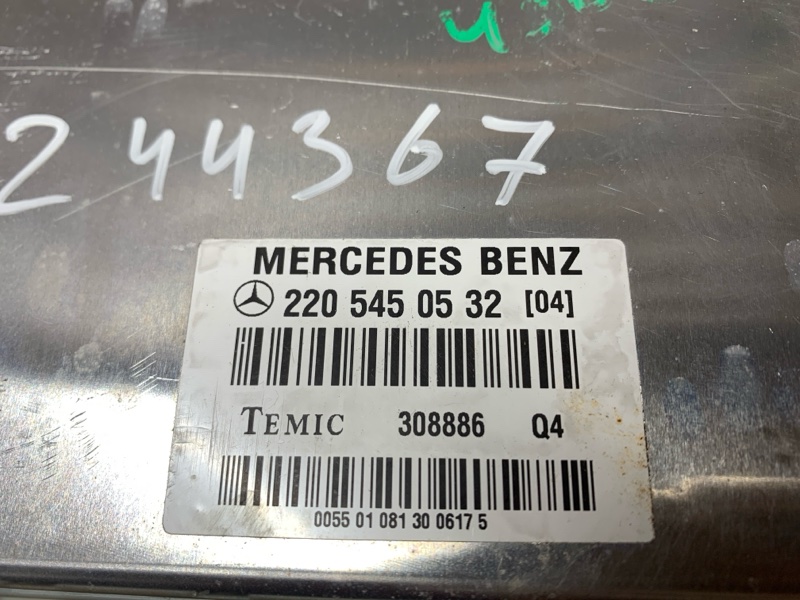 244367
MERCEDES BENZ
220 545 05 32 [04]
TEMIC 308886 Q4
0055 01 081 30 0617 5